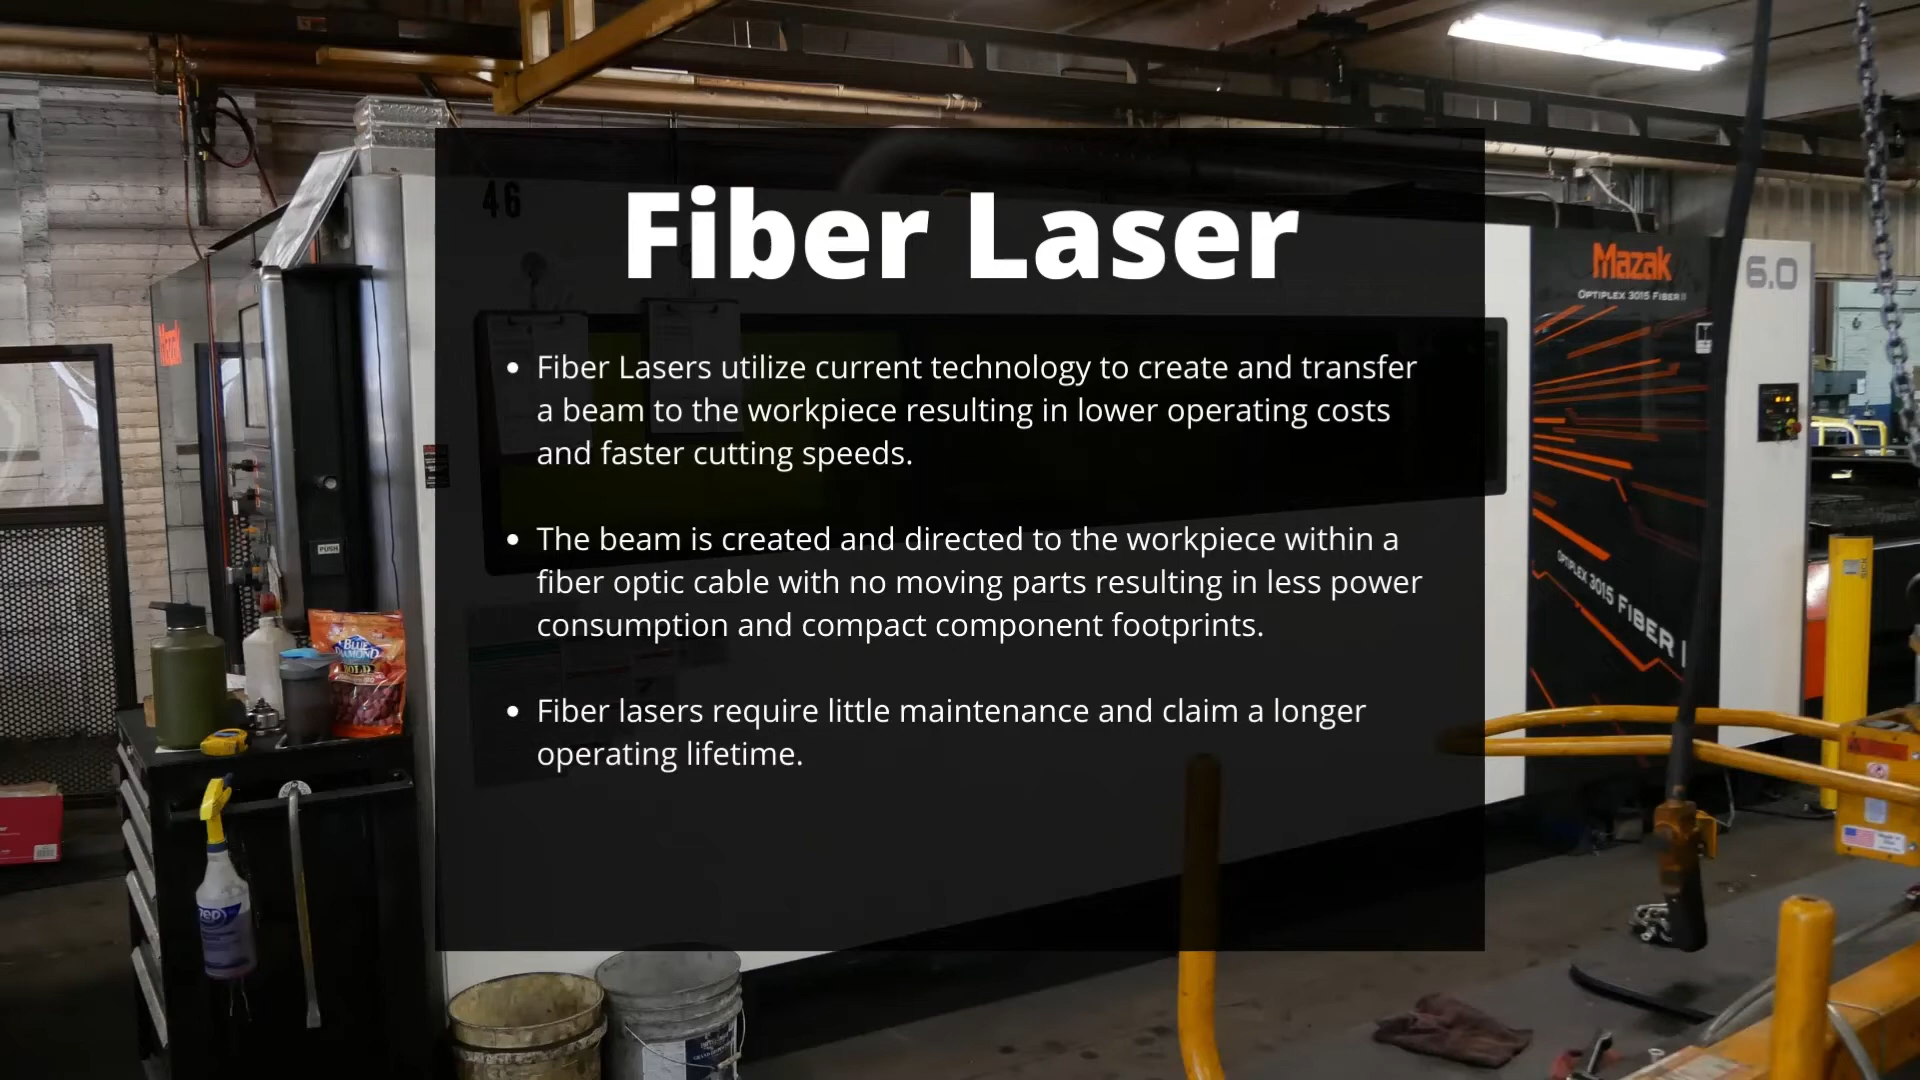 46
Fiber Laser
Mazak
OPTIPLEX 3015 FIBER II
6.0
• Fiber Lasers utilize current technology to create and transfer
a beam to the workpiece resulting in lower operating costs
and faster cutting speeds.
• The beam is created and directed to the workpiece within a
fiber optic cable with no moving parts resulting in less power
consumption and compact component footprints.
• Fiber lasers require little maintenance and claim a longer
operating lifetime.
PUSH
OPTIPLEX 3015 FIBER
BLUE
DIAMOND
BOLD
zep